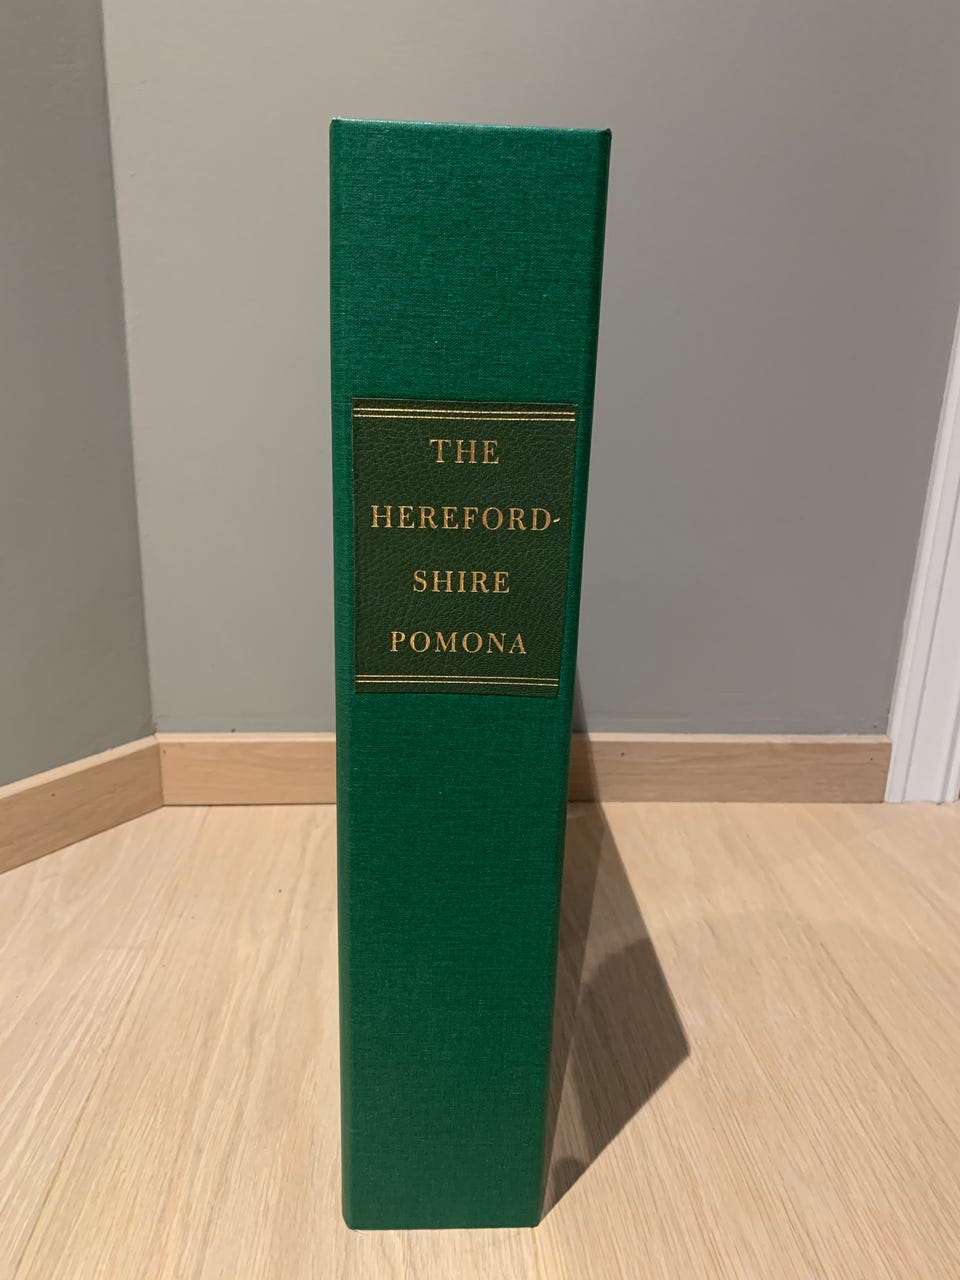 THE
HEREFORD-
SHIRE
POMONA